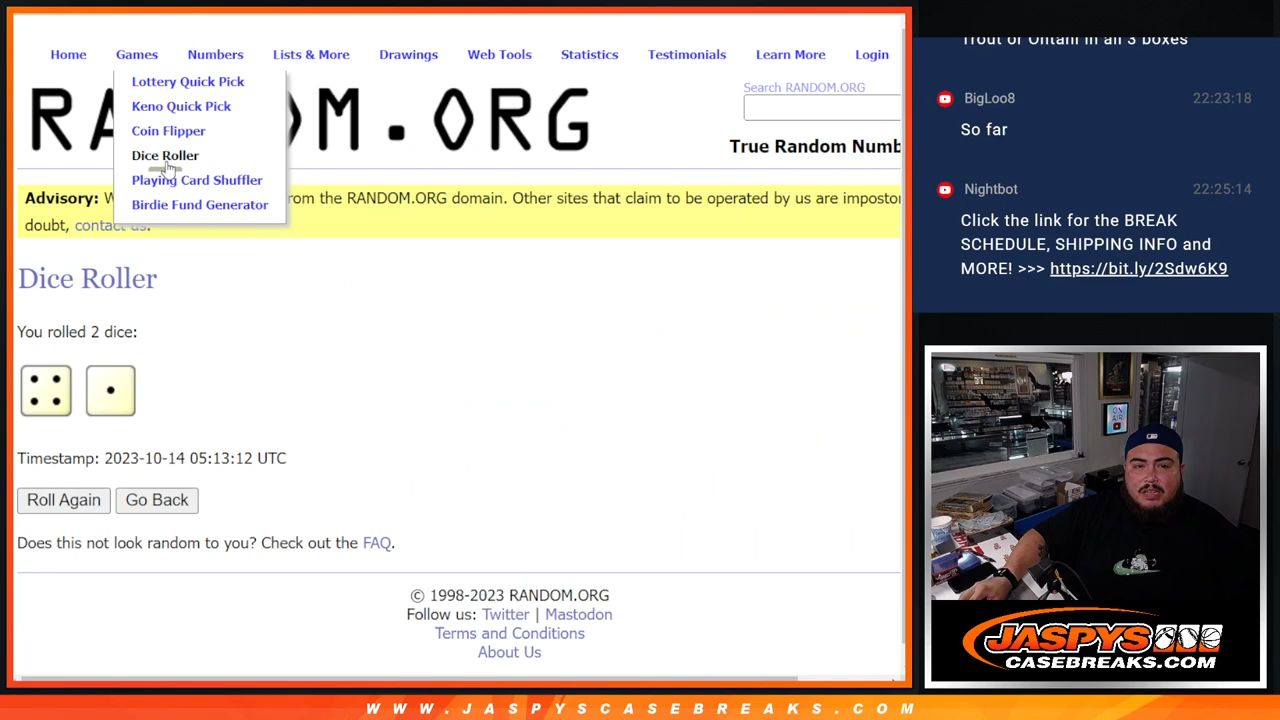 Home Games Numbers Lists & More Drawings Web Tools Statistics Testimonials Learn More Login
Lottery Quick Pick
Keno Quick Pick
Coin Flipper
Dice Roller
Playing Card Shuffler
Birdie Fund Generator
RA M.ORG
Search RANDOM.ORG
True Random Numb
Advisory: W rom the RANDOM.ORG domain. Other sites that claim to be operated by us are impostor
doubt, contact us.
Dice Roller
You rolled 2 dice:
Timestamp: 2023-10-14 05:13:12 UTC
Roll Again Go Back
Does this not look random to you? Check out the FAQ.
© 1998-2023 RANDOM.ORG
Follow us: Twitter | Mastodon
Terms and Conditions
About Us
Trout or Ohtani in all 3 boxes
BigLoo8 22:23:18
So far
Nightbot 22:25:14
Click the link for the BREAK
SCHEDULE, SHIPPING INFO and
MORE! >>> https://bit.ly/2Sdw6K9
ON
AIR
JASPYS
CASEBREAKS.COM
WWW.JASPYSCASEBREAKS.COM